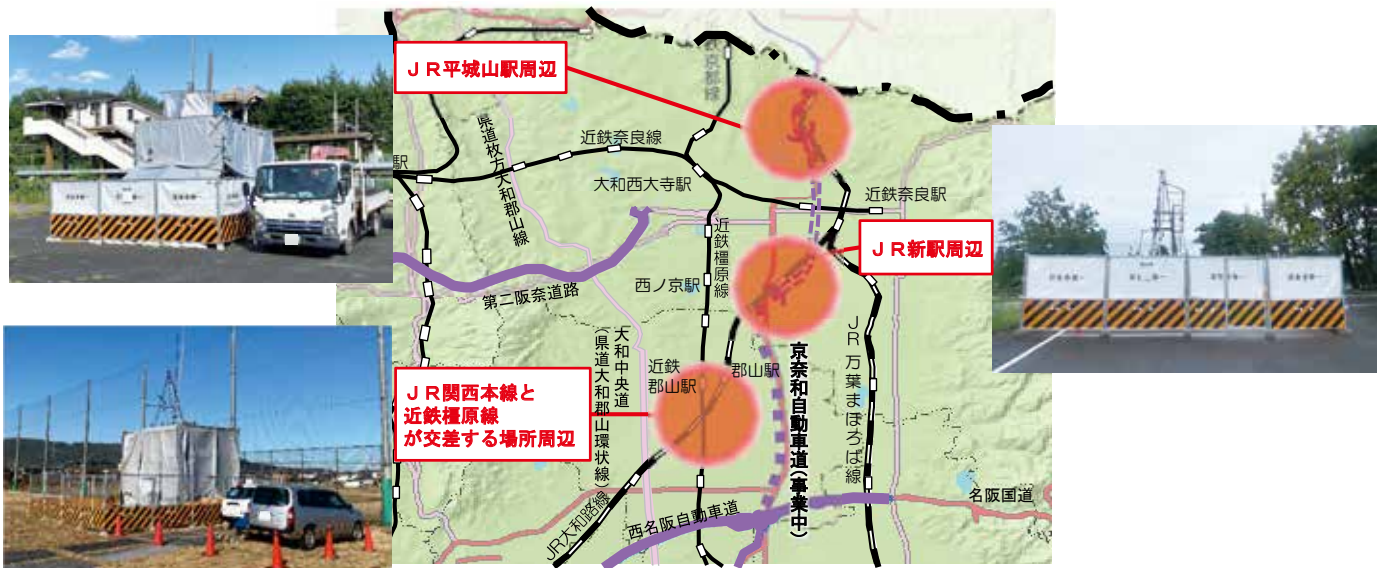 JR平城山駅周辺
京都線
県道枚方大和郡山線
近鉄奈良線
駅
大和西大寺駅
近鉄奈良駅
近鉄橿原線
JR新駅周辺
西ノ京駅
第二阪奈道路
大和中央道
(県道大和郡山環状線)
近鉄
郡山駅
郡山駅
京奈和自動車道(事業中)
JR万葉まほろば線
JR関西本線と
近鉄橿原線
が交差する場所周辺
名阪国道
西名阪自動車道
JR大和路線